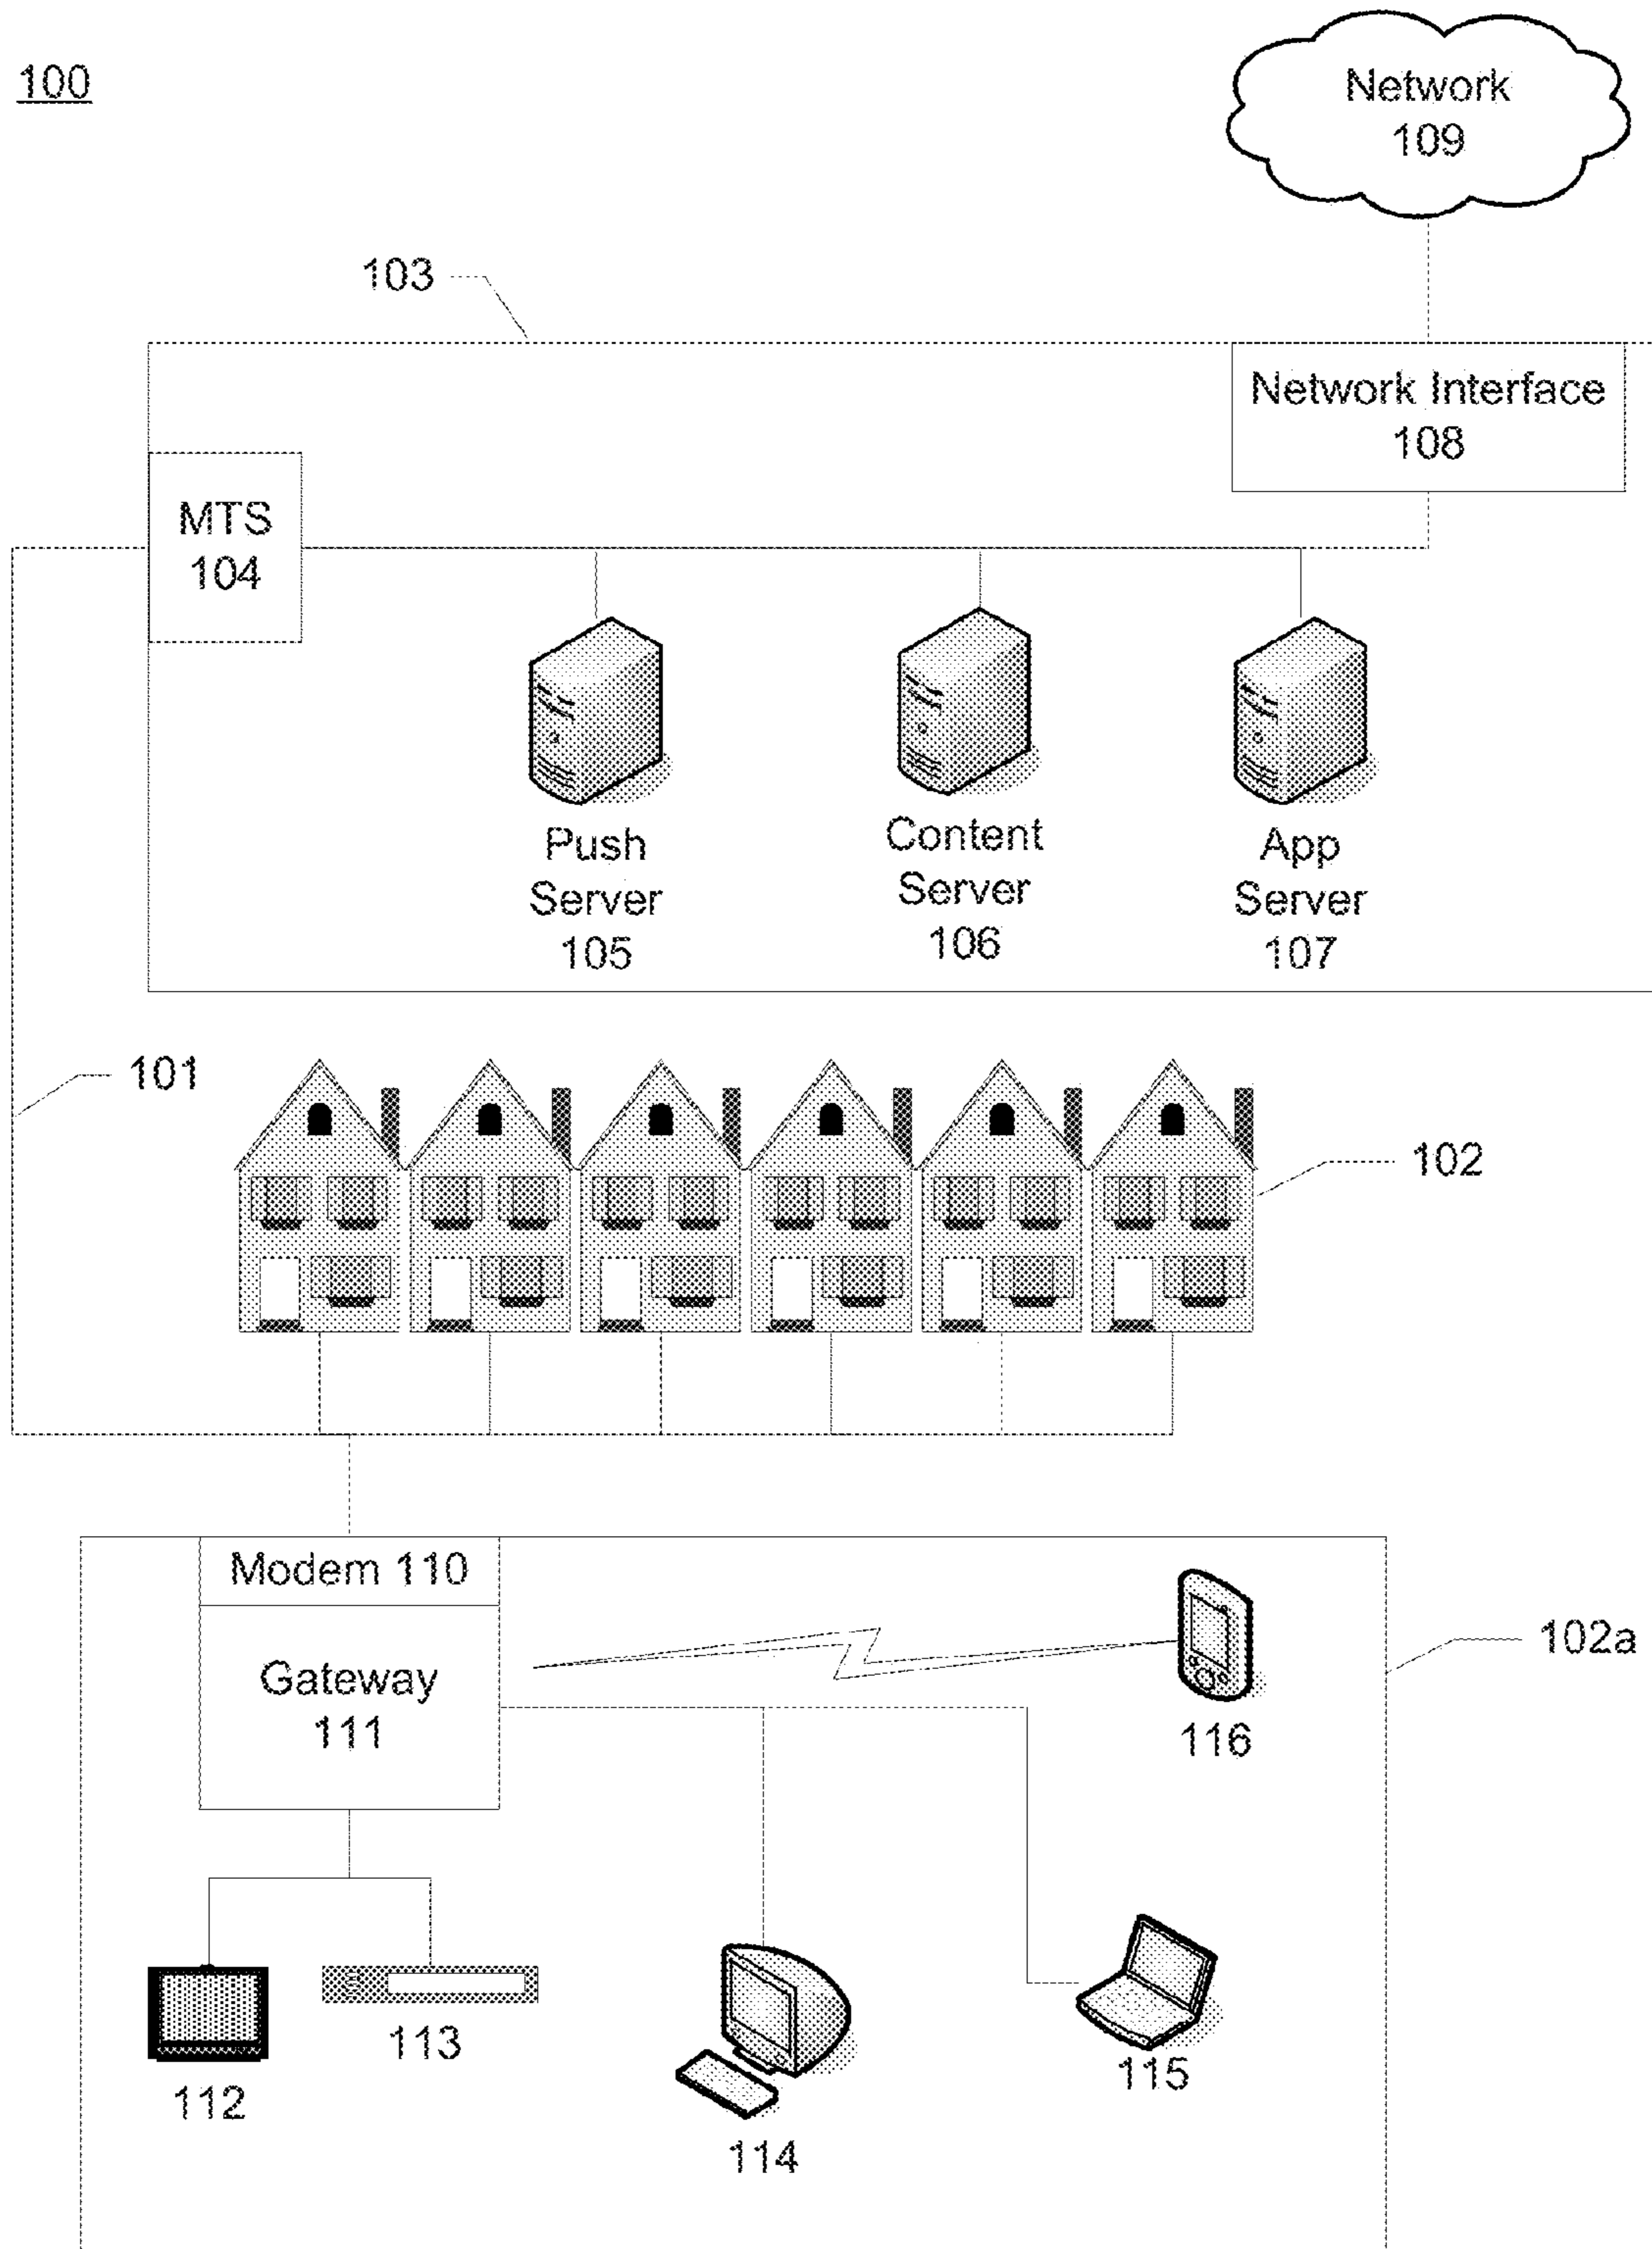 100
Network
109
103
Network Interface
108
MTS
104
Push
Server
105
Content
Server
106
App
Server
107
101
102
Modem 110
102a
Gateway
111
116
113
115
112
114